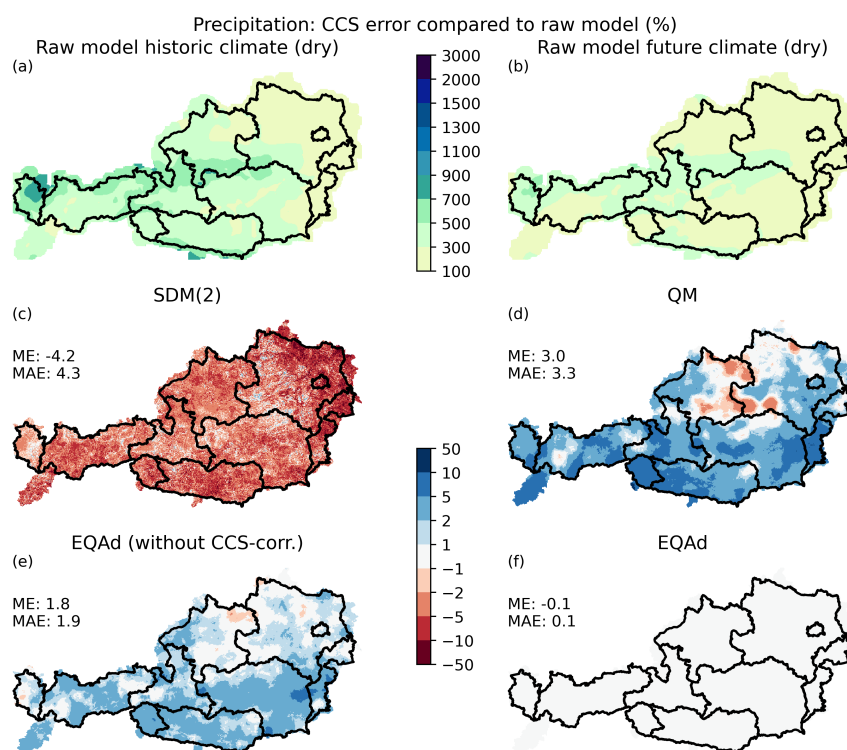 Precipitation: CCS error compared to raw model (%)
Raw model historic climate (dry)
Raw model future climate (dry)
(a)
(b)
3000
2000
1500
1300
1100
900
700
500
300
100
SDM(2)
QM
(c)
(d)
ME: -4.2
MAE: 4.3
ME: 3.0
MAE: 3.3
50
10
5
2
1
−1
−2
−5
−10
−50
EQAd (without CCS-corr.)
EQAd
(e)
(f)
ME: 1.8
MAE: 1.9
ME: -0.1
MAE: 0.1